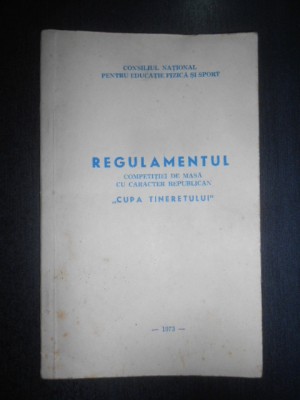 CONSILIUL NAȚIONAL
PENTRU EDUCAȚIE FIZICĂ ȘI SPORT
REGULAMENTUL
COMPETIȚIEI DE MASĂ
CU CARACTER REPUBLICAN
„CUPA TINERETULUI”
— 1973 —